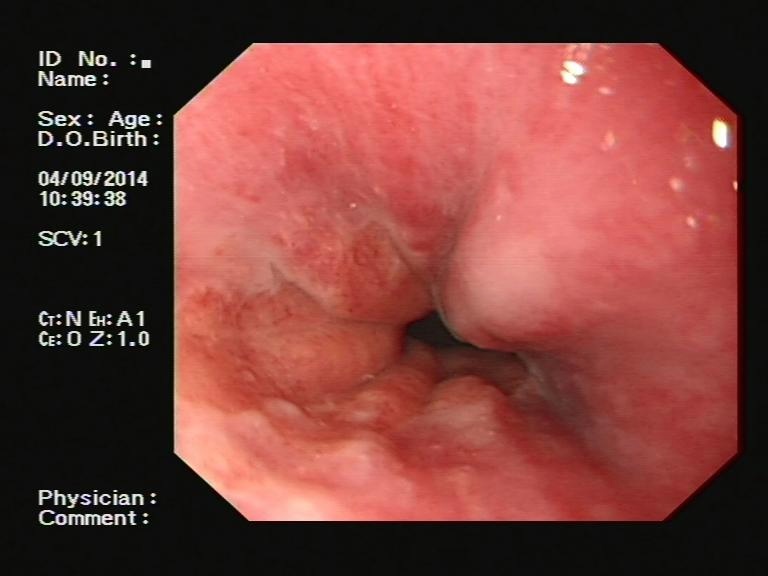 ID No. :
Name:
Sex: Age:
D.O.Birth:
04/09/2014
10:39:38
SCV:1
CT:N EH:A1
CE:0 Z:1.0
Physician:
Comment: